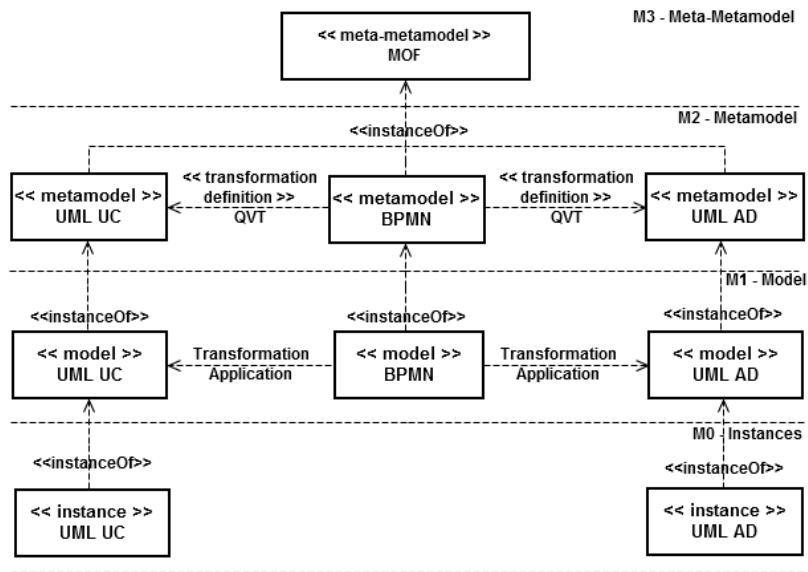 M3 - Meta-Metamodel
<< meta-metamodel >>
MOF
M2 - Metamodel
<<instanceOf>>
<< metamodel >>
UML UC
<< transformation
definition >>
QVT
<< metamodel >>
BPMN
<< transformation
definition >>
QVT
<< metamodel >>
UML AD
M1 - Model
<<instanceOf>>
<<instanceOf>>
<<instanceOf>>
<< model >>
UML UC
Transformation
Application
<< model >>
BPMN
Transformation
Application
<< model >>
UML AD
M0 - Instances
<<instanceOf>>
<<instanceOf>>
<< instance >>
UML UC
<< instance >>
UML AD